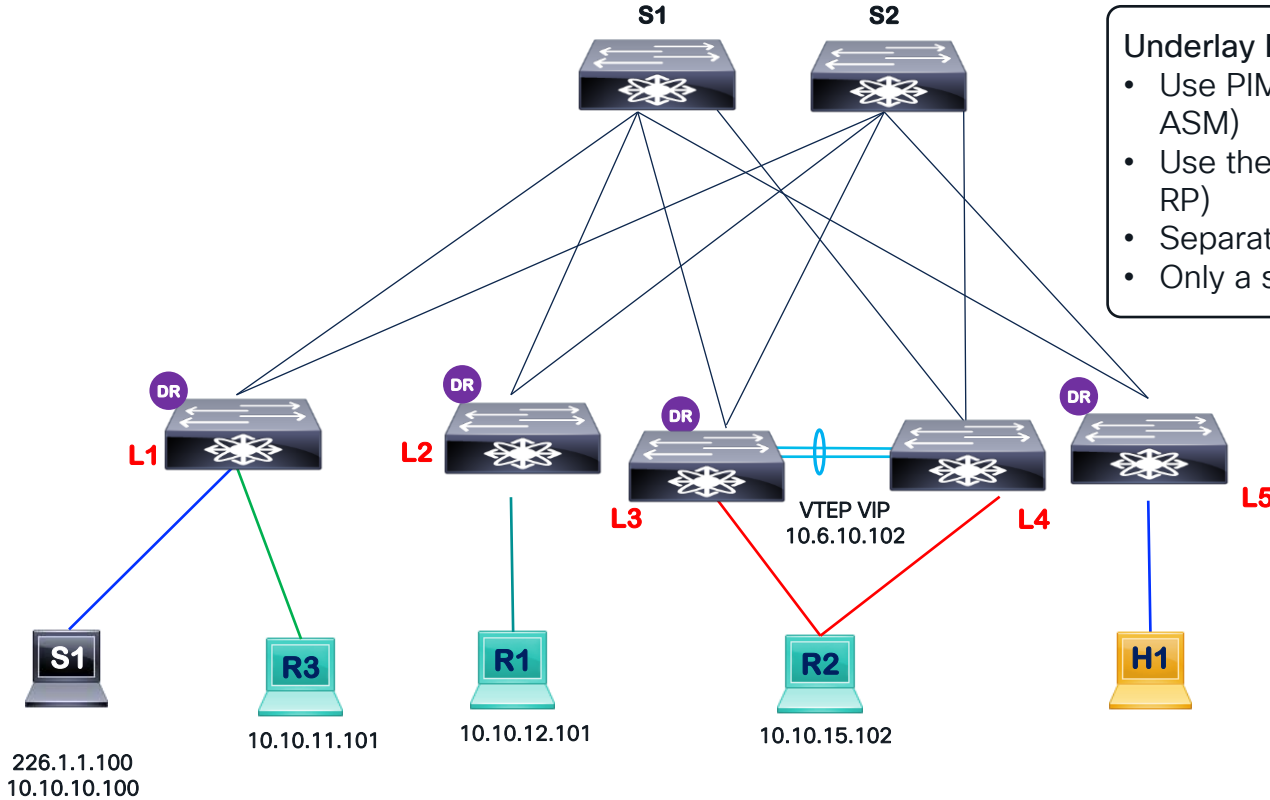 S1
S2
Underlay
• Use PIM
ASM)
• Use the
RP)
•
• Only a
DR
DR
DR
DR
L1
L2
L3
VTEP VIP
10.6.10.102
L4
L5
S1
R3
R1
R2
H1
10.10.11.101
10.10.12.101
10.10.15.102
226.1.1.100
10.10.10.100